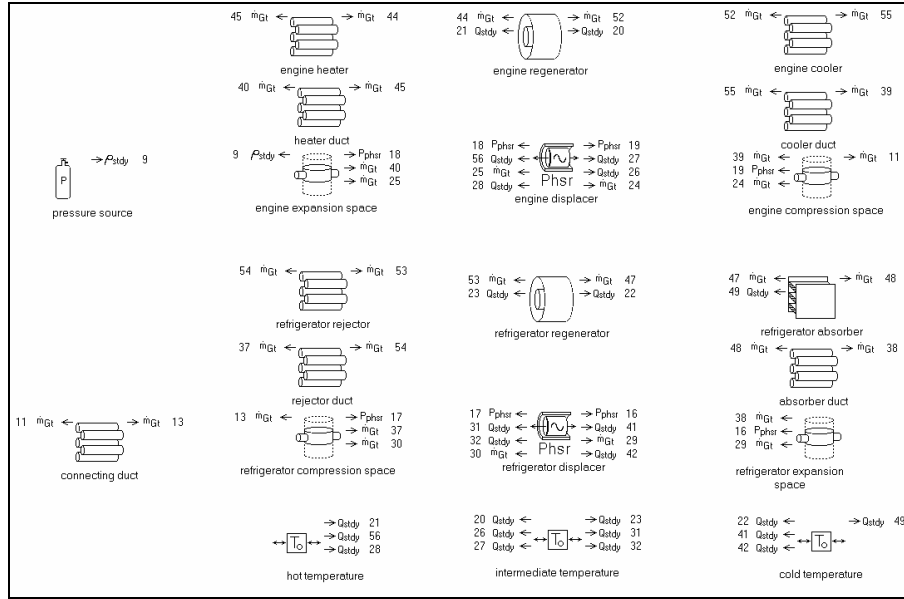 45 ṁGt ← → ṁGt 44
engine heater
44 ṁGt ← → ṁGt 52
21 Qstdy ← → Qstdy 20
engine regenerator
52 ṁGt ← → ṁGt 55
engine cooler
40 ṁGt ← → ṁGt 45
heater duct
55 ṁGt ← → ṁGt 39
cooler duct
→ ρstdy 9
P
pressure source
9 ρstdy ← → Pphsr 18
→ ṁGt 40
→ ṁGt 25
engine expansion space
18 Pphsr ← → Pphsr 19
56 Qstdy ← → Qstdy 27
25 ṁGt ← → Qstdy 26
28 Qstdy ← Phsr → ṁGt 24
engine displacer
39 ṁGt ← → ṁGt 11
19 Pphsr ←
24 ṁGt ←
engine compression space
54 ṁGt ← → ṁGt 53
refrigerator rejector
53 ṁGt ← → ṁGt 47
23 Qstdy ← → Qstdy 22
refrigerator regenerator
47 ṁGt ← → ṁGt 48
49 Qstdy ←
refrigerator absorber
37 ṁGt ← → ṁGt 54
rejector duct
48 ṁGt ← → ṁGt 38
absorber duct
11 ṁGt ← → ṁGt 13
connecting duct
13 ṁGt ← → Pphsr 17
→ ṁGt 37
→ ṁGt 30
refrigerator compression space
17 Pphsr ← → Pphsr 16
31 Qstdy ← → Qstdy 41
32 Qstdy ← → ṁGt 29
30 ṁGt ← Phsr → Qstdy 42
refrigerator displacer
38 ṁGt ←
16 Pphsr ←
29 ṁGt ←
refrigerator expansion
space
→ Qstdy 21
To → Qstdy 56
→ Qstdy 28
hot temperature
20 Qstdy ← → Qstdy 23
26 Qstdy ← To → Qstdy 31
27 Qstdy ← → Qstdy 32
intermediate temperature
22 Qstdy ← → Qstdy 49
41 Qstdy ← To
42 Qstdy ←
cold temperature